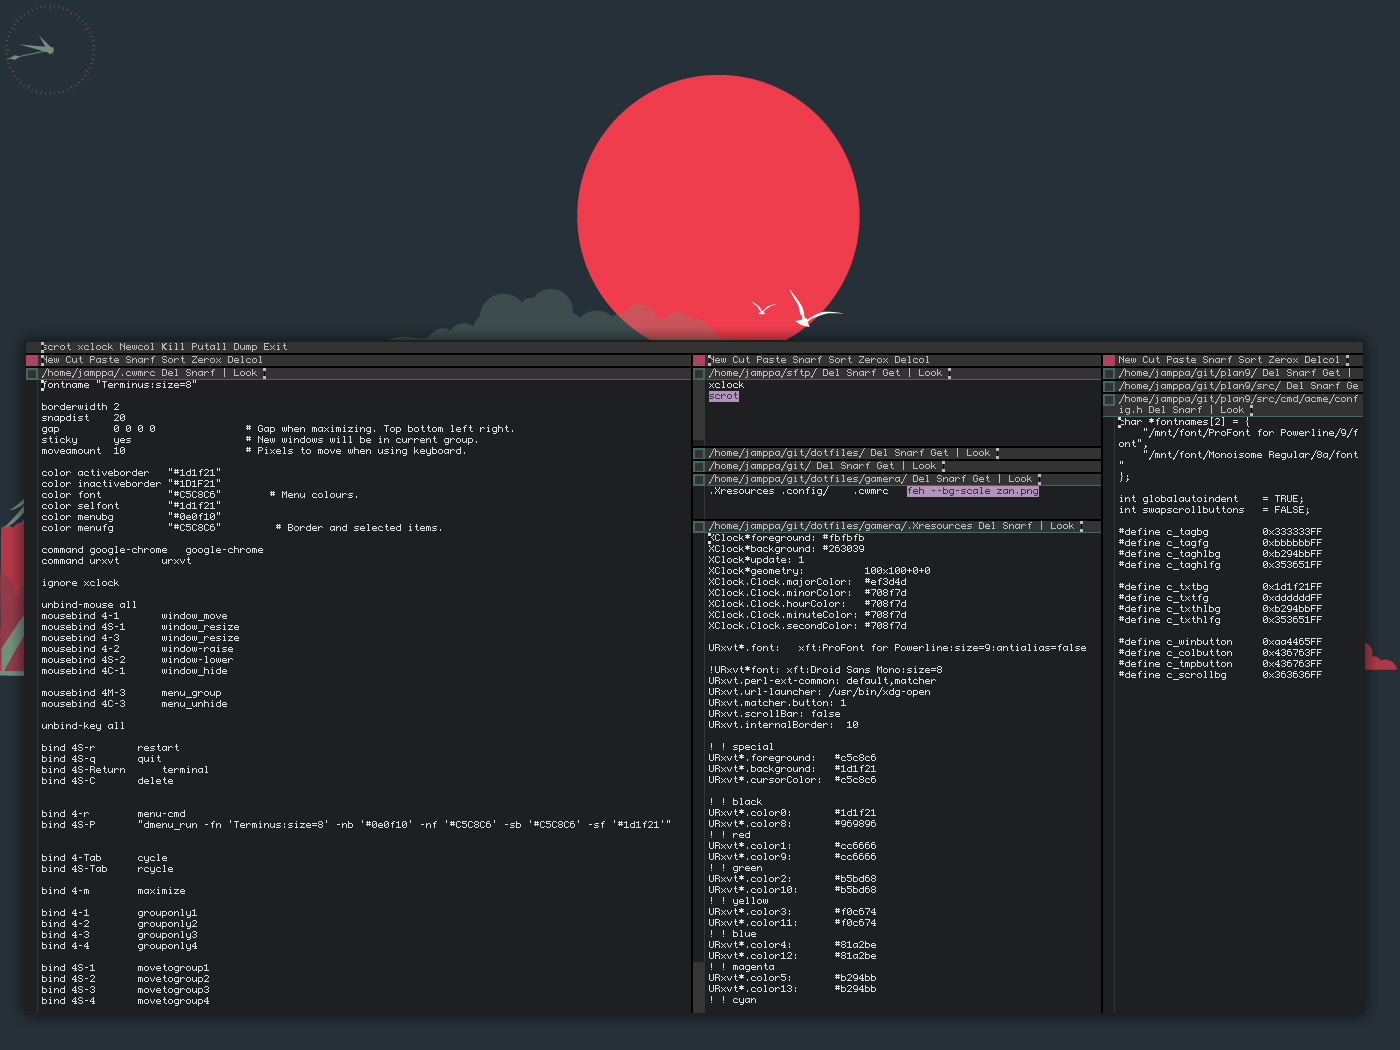 scrot xclock Newcol Kill Putall Dump Exit
New Cut Paste Snarf Sort Zerox Delcol
/home/jamppa/.cwmrc Del Snarf | Look
fontname "Terminus:size=8"
borderwidth 2
snapdist 20
gap 0 0 0 0 # Gap when maximizing. Top bottom left right.
sticky yes # New windows will be in current group.
moveamount 10 # Pixels to move when using keyboard.
color activeborder "#1d1f21"
color inactiveborder "#1D1F21"
color font "#C5C8C6" # Menu colours.
color selfont "#1d1f21"
color menubg "#0e0f10"
color menufg "#C5C8C6" # Border and selected items.
command google-chrome google-chrome
command urxvt urxvt
ignore xclock
unbind-mouse all
mousebind 4-1 window_move
mousebind 4S-1 window_resize
mousebind 4-3 window_resize
mousebind 4-2 window-raise
mousebind 4S-2 window-lower
mousebind 4C-1 window_hide
mousebind 4M-3 menu_group
mousebind 4C-3 menu_unhide
unbind-key all
bind 4S-r restart
bind 4S-q quit
bind 4S-Return terminal
bind 4S-C delete
bind 4-r menu-cmd
bind 4S-P "dmenu_run -fn 'Terminus:size=8' -nb '#0e0f10' -nf '#C5C8C6' -sb '#C5C8C6' -sf '#1d1f21'"
bind 4-Tab cycle
bind 4S-Tab rcycle
bind 4-m maximize
bind 4-1 grouponly1
bind 4-2 grouponly2
bind 4-3 grouponly3
bind 4-4 grouponly4
bind 4S-1 movetogroup1
bind 4S-2 movetogroup2
bind 4S-3 movetogroup3
bind 4S-4 movetogroup4
New Cut Paste Snarf Sort Zerox Delcol
/home/jamppa/sftp/ Del Snarf Get | Look
xclock
scrot
/home/jamppa/git/dotfiles/ Del Snarf Get | Look
/home/jamppa/git/ Del Snarf Get | Look
/home/jamppa/git/dotfiles/gamera/ Del Snarf Get | Look
.Xresources .config/ .cwmrc feh --bg-scale zan.png
/home/jamppa/git/dotfiles/gamera/.Xresources Del Snarf | Look
XClock*foreground: #fbfbfb
XClock*background: #263039
XClock*update: 1
XClock*geometry: 100x100+0+0
XClock.Clock.majorColor: #ef3d4d
XClock.Clock.minorColor: #708f7d
XClock.Clock.hourColor: #708f7d
XClock.Clock.minuteColor: #708f7d
XClock.Clock.secondColor: #708f7d
URxvt*.font: xft:ProFont for Powerline:size=9:antialias=false
!URxvt*font: xft:Droid Sans Mono:size=8
URxvt.perl-ext-common: default,matcher
URxvt.url-launcher: /usr/bin/xdg-open
URxvt.matcher.button: 1
URxvt.scrollBar: false
URxvt.internalBorder: 10
! ! special
URxvt*.foreground: #c5c8c6
URxvt*.background: #1d1f21
URxvt*.cursorColor: #c5c8c6
! ! black
URxvt*.color0: #1d1f21
URxvt*.color8: #969896
! ! red
URxvt*.color1: #cc6666
URxvt*.color9: #cc6666
! ! green
URxvt*.color2: #b5bd68
URxvt*.color10: #b5bd68
! ! yellow
URxvt*.color3: #f0c674
URxvt*.color11: #f0c674
! ! blue
URxvt*.color4: #81a2be
URxvt*.color12: #81a2be
! ! magenta
URxvt*.color5: #b294bb
URxvt*.color13: #b294bb
! ! cyan
New Cut Paste Snarf Sort Zerox Delcol
/home/jamppa/git/plan9/ Del Snarf Get |
/home/jamppa/git/plan9/src/ Del Snarf Ge
/home/jamppa/git/plan9/src/cmd/acme/conf
ig.h Del Snarf | Look
char *fontnames[2] = {
"/mnt/font/ProFont for Powerline/9/f
ont",
"/mnt/font/Monoisome Regular/8a/font
"
};
int globalautoindent = TRUE;
int swapscrollbuttons = FALSE;
#define c_tagbg 0x333333FF
#define c_tagfg 0xbbbbbbFF
#define c_taghlbg 0xb294bbFF
#define c_taghlfg 0x353651FF
#define c_txtbg 0x1d1f21FF
#define c_txtfg 0xddddddFF
#define c_txthlbg 0xb294bbFF
#define c_txthlfg 0x353651FF
#define c_winbutton 0xaa4465FF
#define c_colbutton 0x436763FF
#define c_tmpbutton 0x436763FF
#define c_scrollbg 0x363636FF